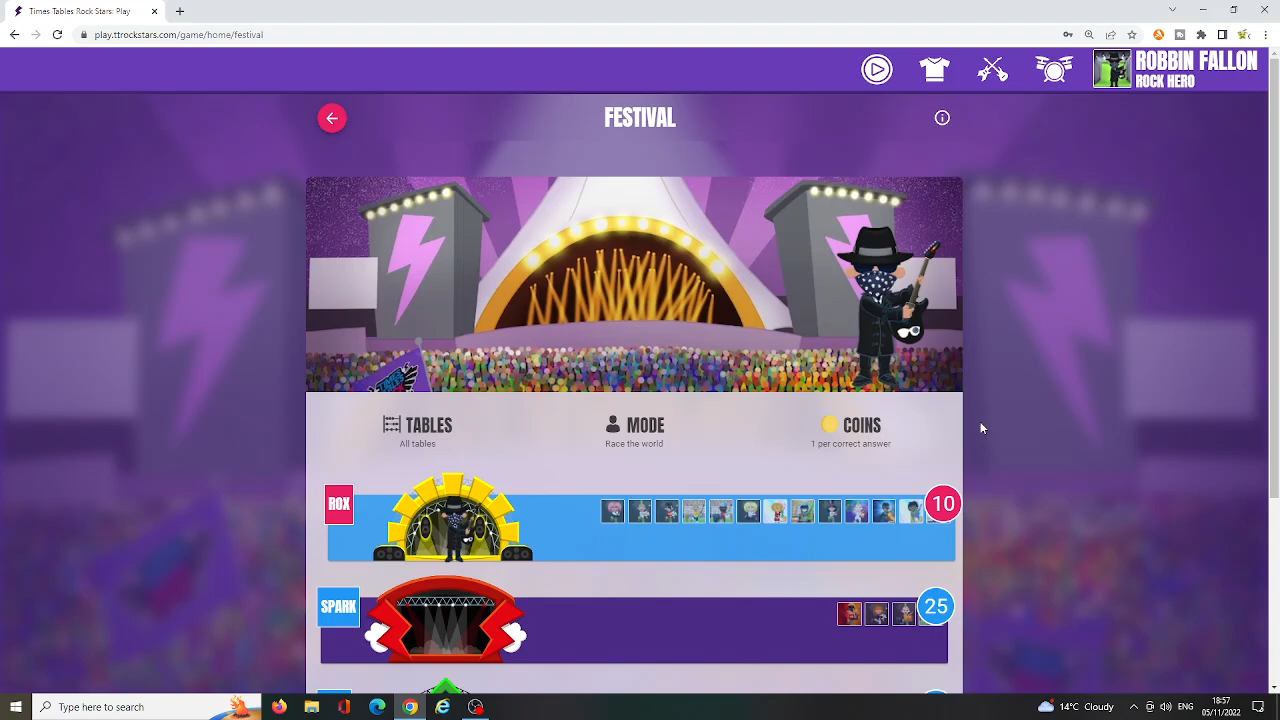 Times Tables Rock Stars: Play
play.ttrockstars.com/game/home/festival
ROBBIN FALLON
ROCK HERO
FESTIVAL
TABLES
All tables
MODE
Race the world
COINS
1 per correct answer
ROX
10
SPARK
25
Type here to search
14°C Cloudy
ENG
18:57
05/11/2022